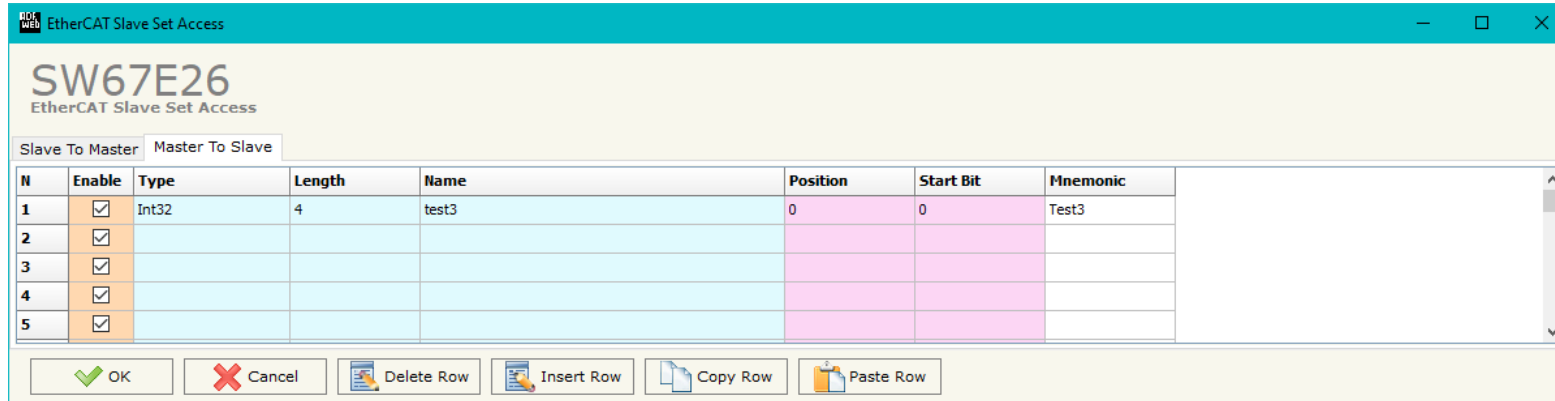 ADF WEB EtherCAT Slave Set Access
SW67E26
EtherCAT Slave Set Access
Slave To Master Master To Slave
N Enable Type Length Name Position Start Bit Mnemonic
1 Int32 4 test3 0 0 Test3
2
3
4
5
OK Cancel Delete Row Insert Row Copy Row Paste Row